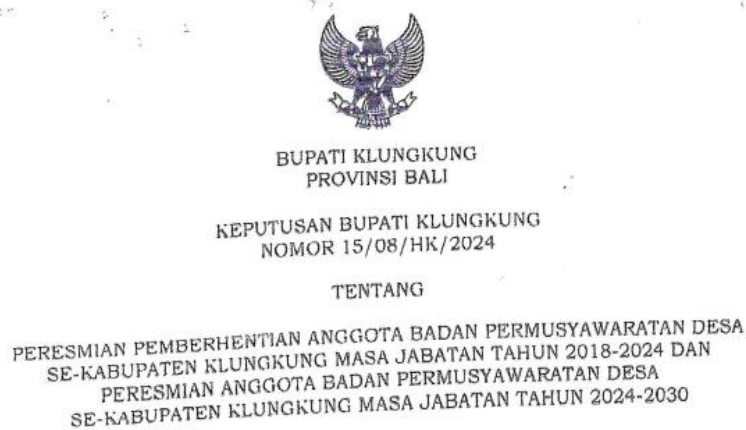 BUPATI KLUNGKUNG
PROVINSI BALI
KEPUTUSAN BUPATI KLUNGKUNG
NOMOR 15/08/HK/2024
TENTANG
PERESMIAN PEMBERHENTIAN ANGGOTA BADAN PERMUSYAWARATAN DESA
SE-KABUPATEN KLUNGKUNG MASA JABATAN TAHUN 2018-2024 DAN
PERESMIAN ANGGOTA BADAN PERMUSYAWARATAN DESA
SE-KABUPATEN KLUNGKUNG MASA JABATAN TAHUN 2024-2030